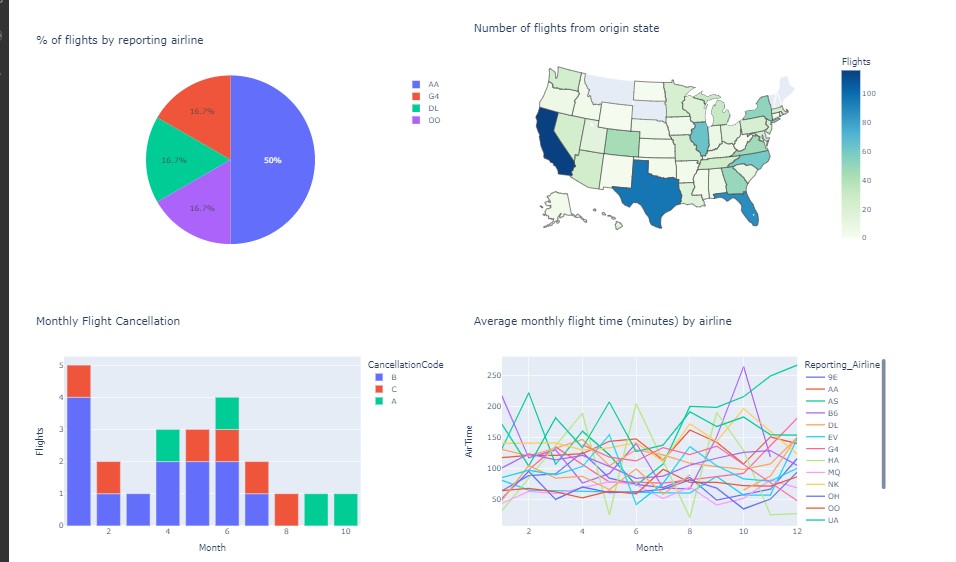 % of flights by reporting airline
16.7%
16.7%
50%
16.7%
AA
G4
DL
OO
Number of flights from origin state
Flights
100
80
60
40
20
0
Monthly Flight Cancellation
Flights
5
4
3
2
1
0
2 4 6 8 10
Month
CancellationCode
B
C
A
Average monthly flight time (minutes) by airline
AirTime
250
200
150
100
50
2 4 6 8 10 12
Month
Reporting_Airline
9E
AA
AS
B6
DL
EV
G4
HA
MQ
NK
OH
OO
UA